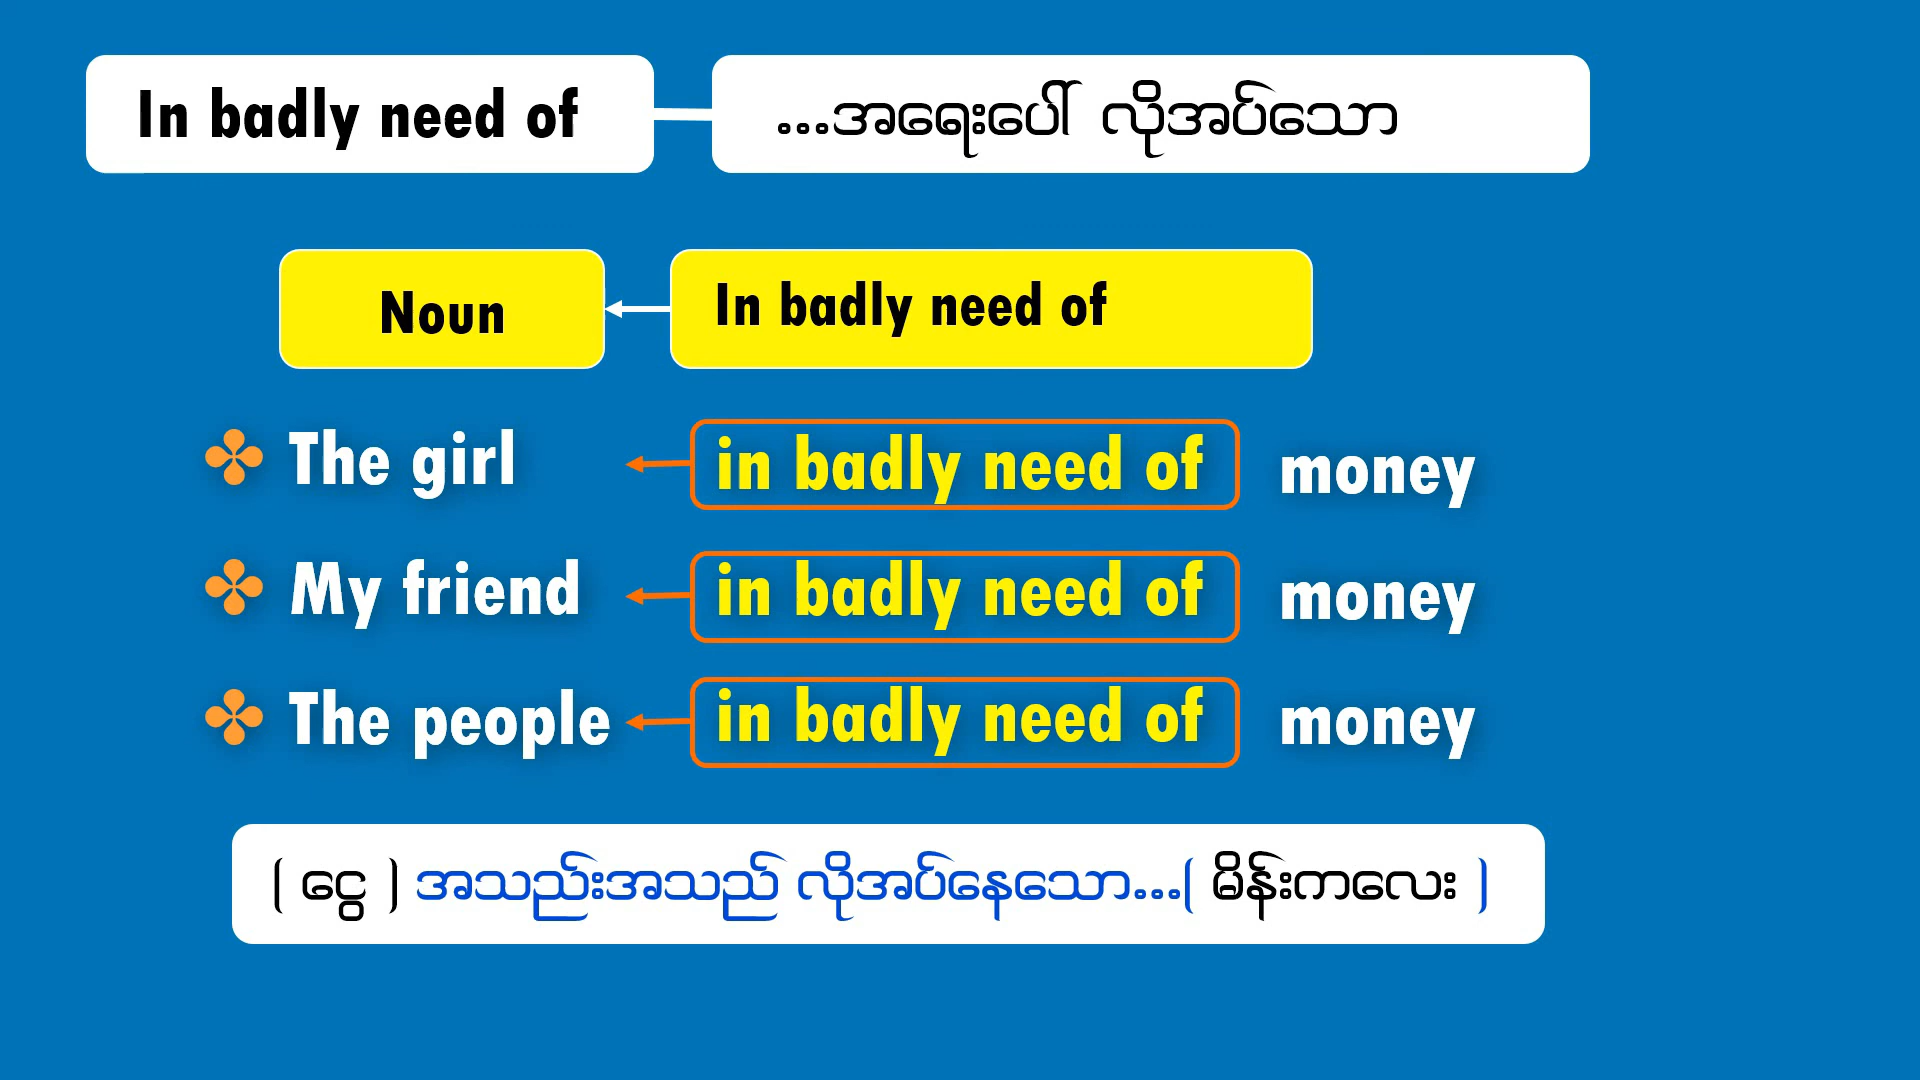 In badly need of ...အရေးပေါ် လိုအပ်သော
Noun In badly need of
The girl in badly need of money
My friend in badly need of money
The people in badly need of money
( ငွေ ) အသည်းအသည် လိုအပ်နေသော...( မိန်းကလေး )